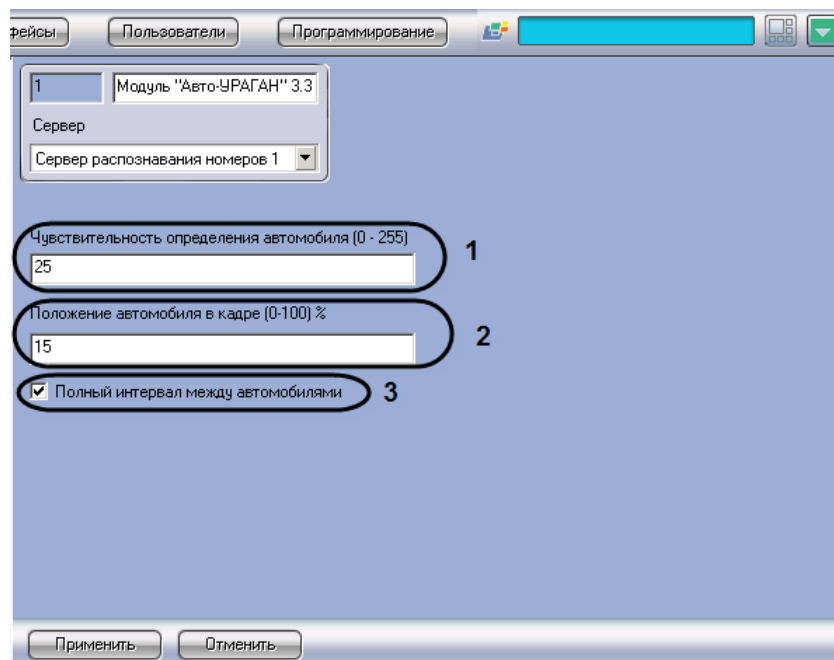 фейсы Пользователи Программирование
1 Модуль "Авто-УРАГАН" 3.3
Сервер
Сервер распознавания номеров 1
Чувствительность определения автомобиля (0 - 255)
25
1
Положение автомобиля в кадре (0-100) %
15
2
Полный интервал между автомобилями 3
Применить Отменить